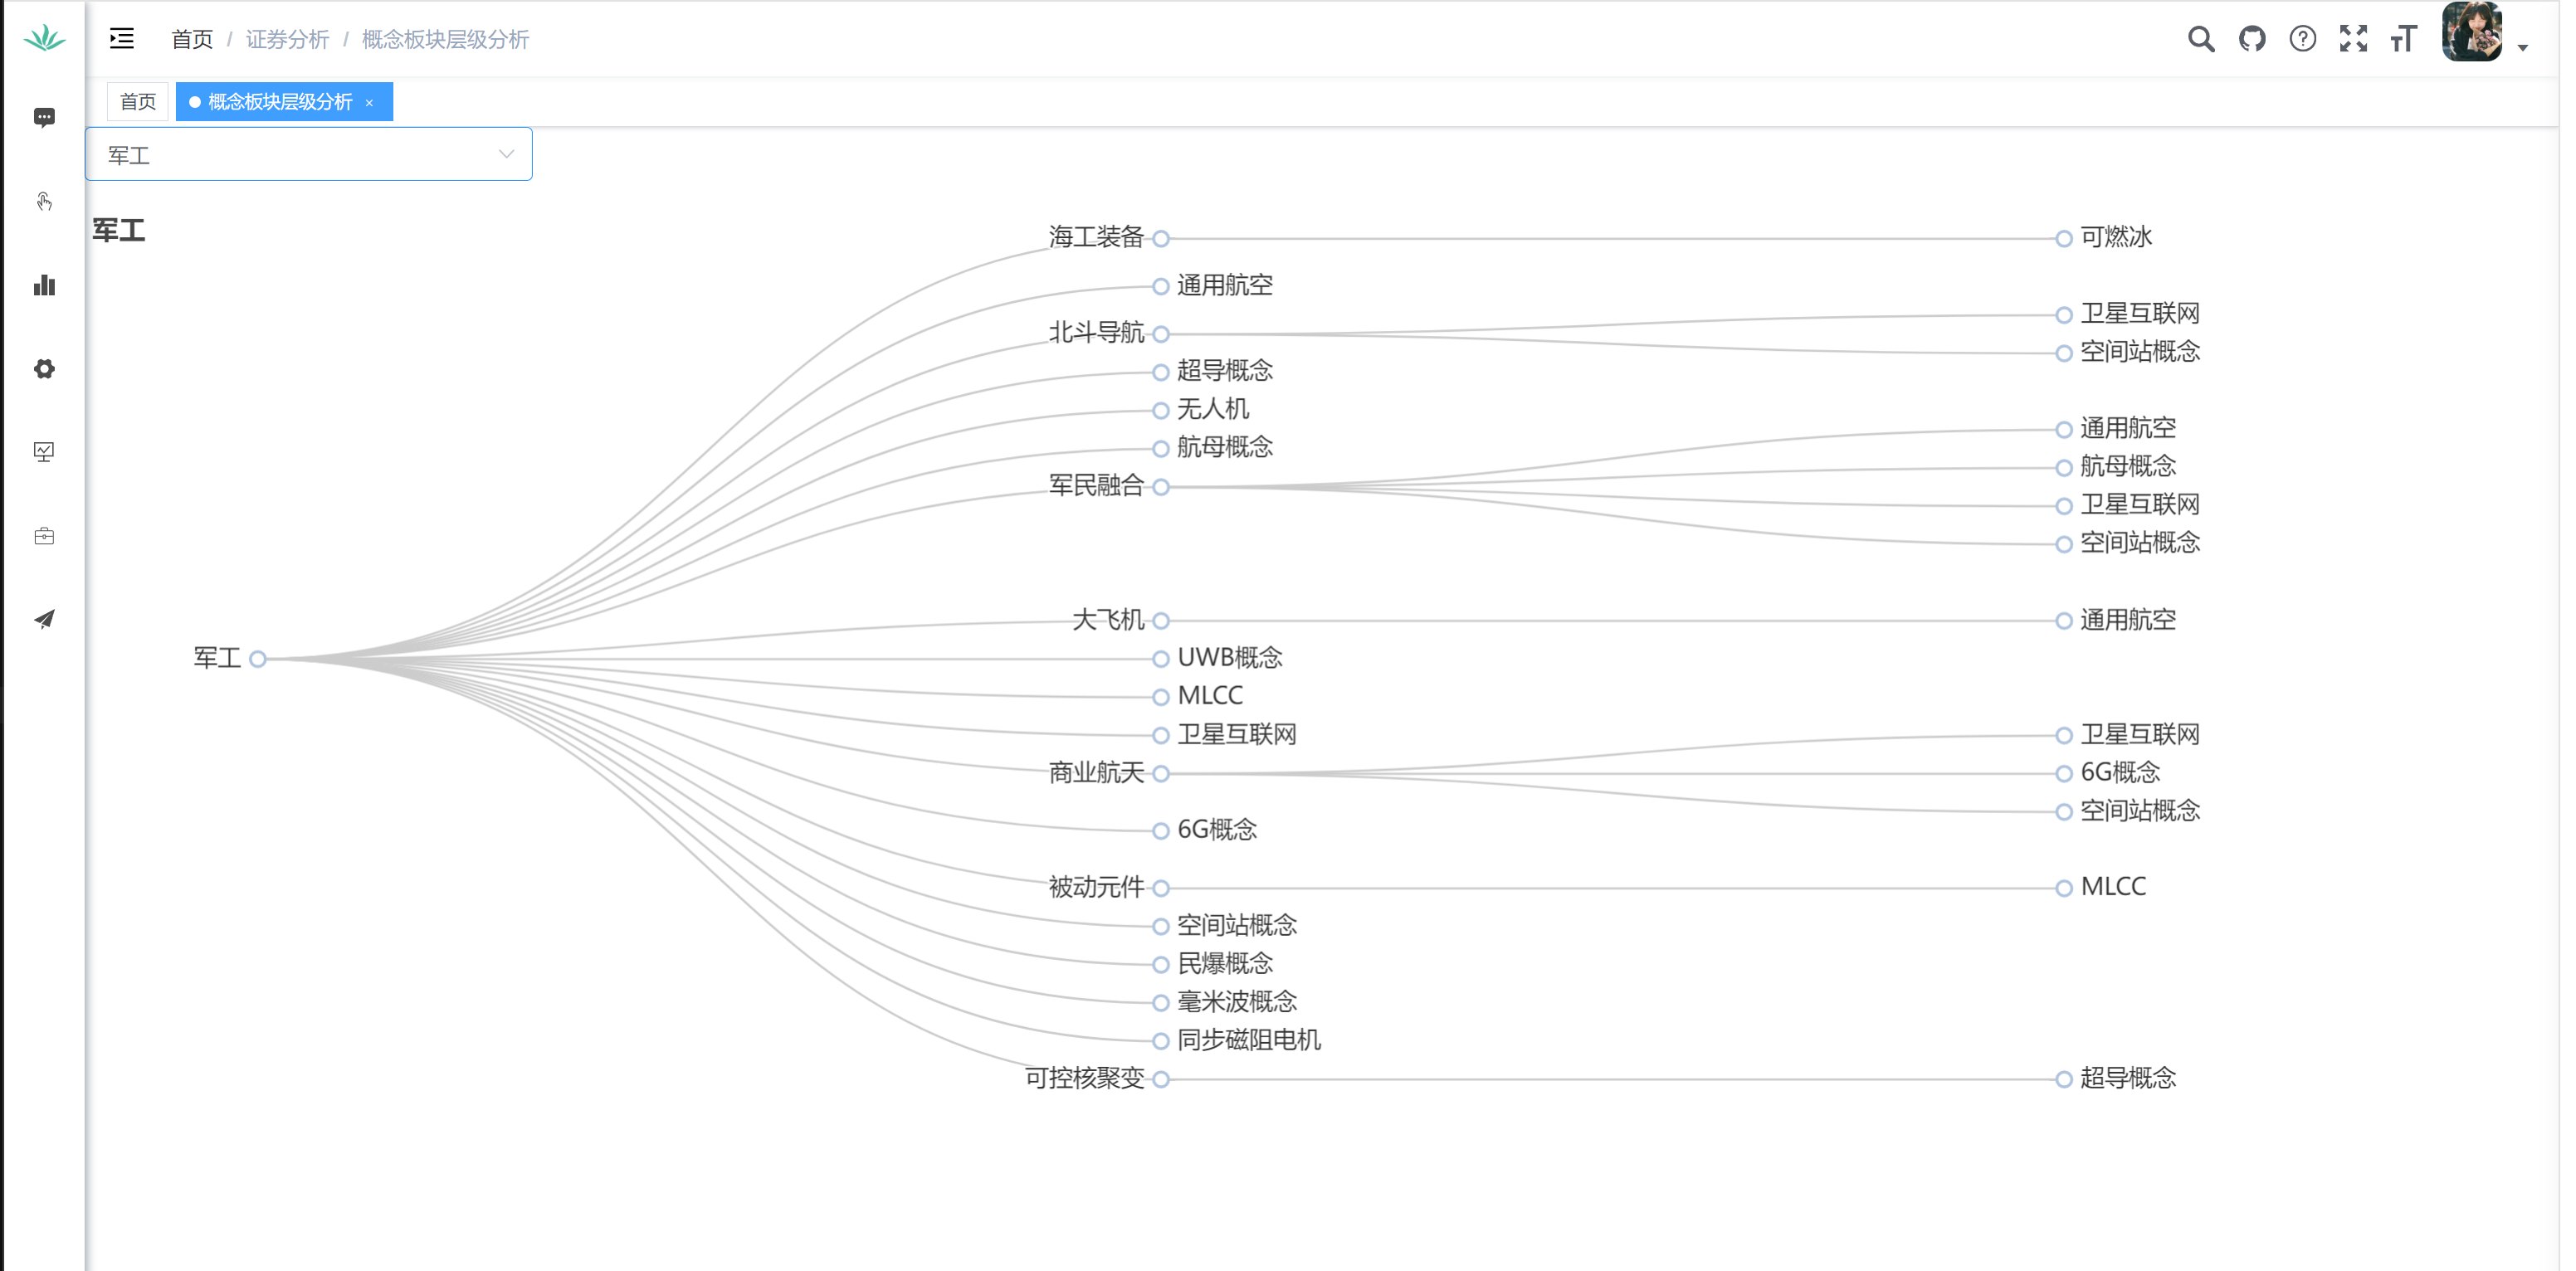 首页 / 证券分析 / 概念板块层级分析
首页
概念板块层级分析 ×
军工
军工
海工装备
可燃冰
通用航空
北斗导航
卫星互联网
空间站概念
超导概念
无人机
航母概念
军民融合
通用航空
航母概念
卫星互联网
空间站概念
大飞机
通用航空
军工
UWB概念
MLCC
卫星互联网
商业航天
卫星互联网
6G概念
空间站概念
6G概念
被动元件
MLCC
空间站概念
民爆概念
毫米波概念
同步磁阻电机
可控核聚变
超导概念